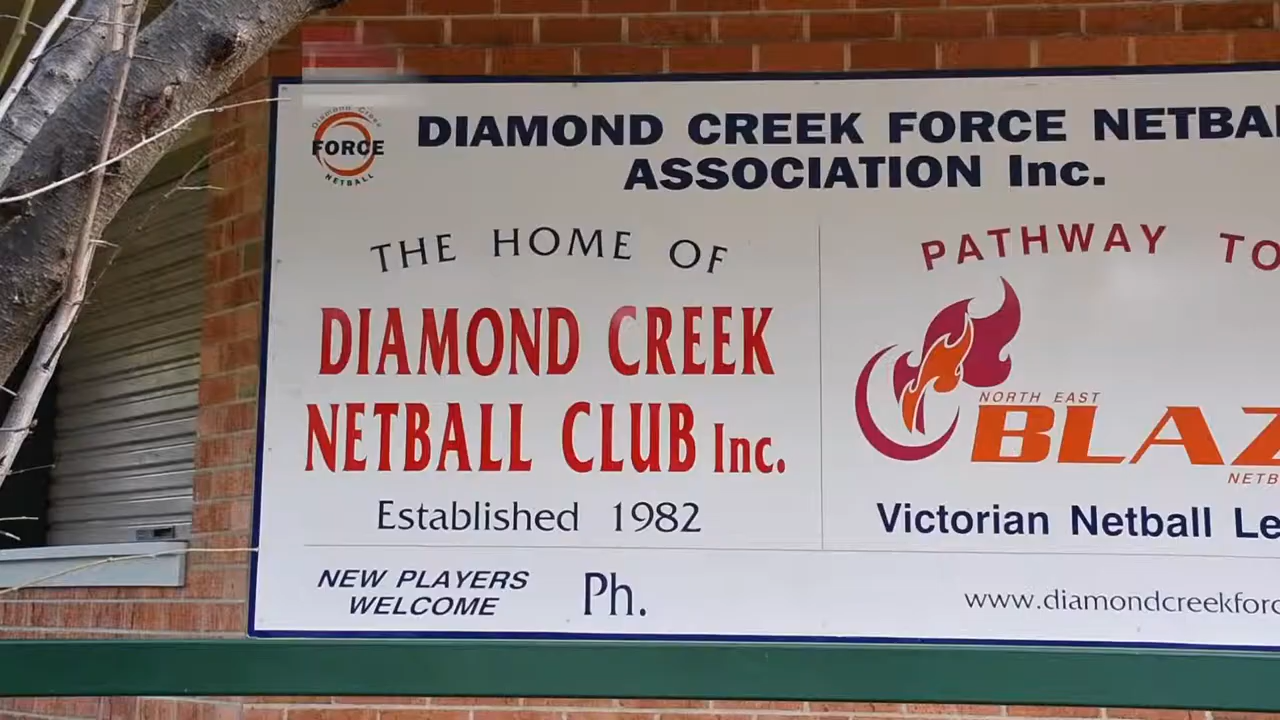 Diamond Creek
FORCE
NETBALL
DIAMOND CREEK FORCE NETBA
ASSOCIATION Inc.
THE HOME OF
DIAMOND CREEK
NETBALL CLUB Inc.
Established 1982
NEW PLAYERS
WELCOME
Ph.
PATHWAY TO
NORTH EAST
BLAZ
NETB
Victorian Netball Le
www.diamondcreekforc